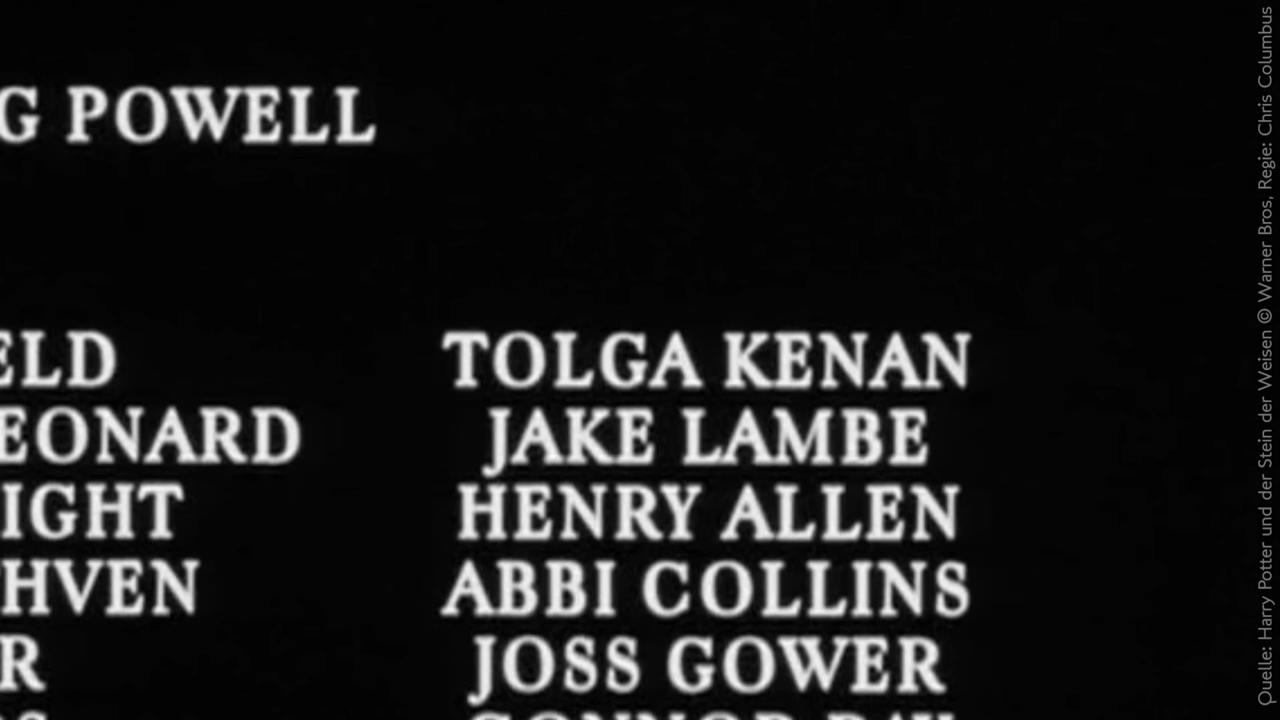 G POWELL
ELD
EONARD
IGHT
HVEN
R
TOLGA KENAN
JAKE LAMBE
HENRY ALLEN
ABBI COLLINS
JOSS GOWER
Quelle: Harry Potter und der Stein der Weisen © Warner Bros, Regie: Chris Columbus